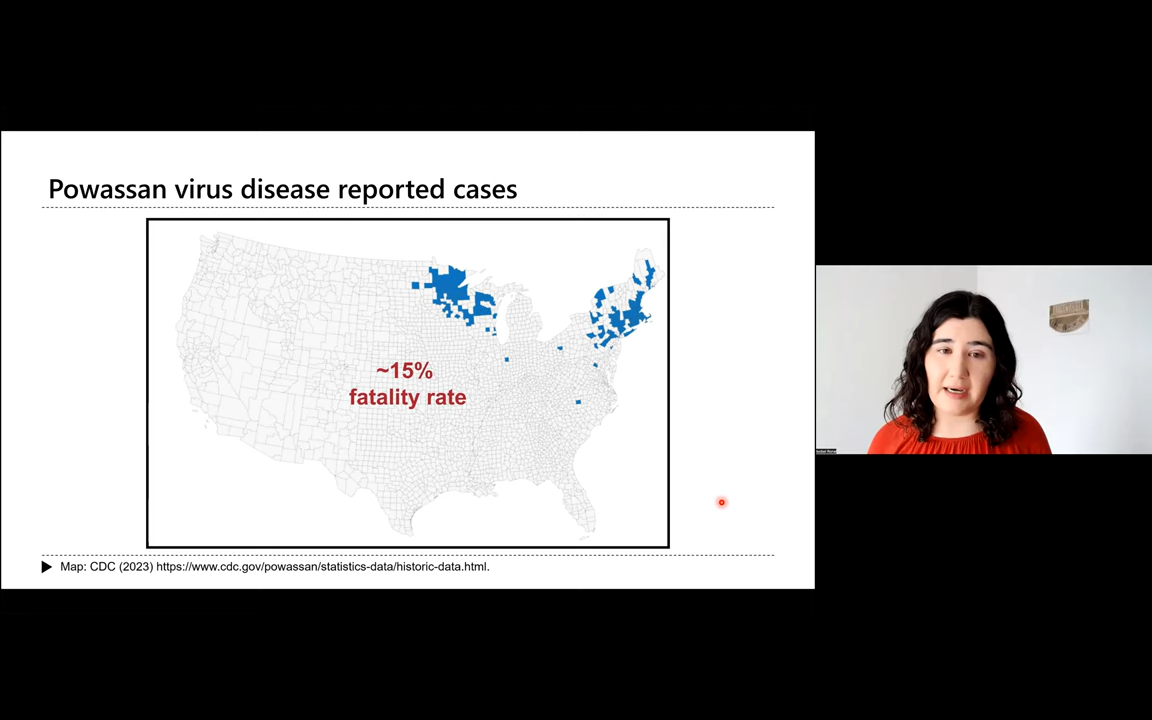 Powassan virus disease reported cases
~15%
fatality rate
Map: CDC (2023) https://www.cdc.gov/powassan/statistics-data/historic-data.html.